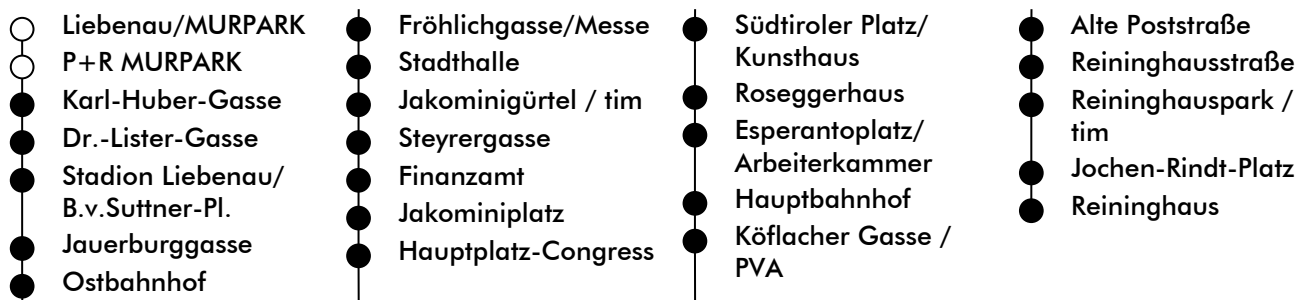 Liebenau/MURPARK
P+R MURPARK
Karl-Huber-Gasse
Dr.-Lister-Gasse
Stadion Liebenau/
B.v.Suttner-Pl.
Jauerburggasse
Ostbahnhof
Fröhlichgasse/Messe
Stadthalle
Jakominigürtel / tim
Steyrergasse
Finanzamt
Jakominiplatz
Hauptplatz-Congress
Südtiroler Platz/
Kunsthaus
Roseggerhaus
Esperantoplatz/
Arbeiterkammer
Hauptbahnhof
Köflacher Gasse /
PVA
Alte Poststraße
Reininghausstraße
Reininghauspark /
tim
Jochen-Rindt-Platz
Reininghaus